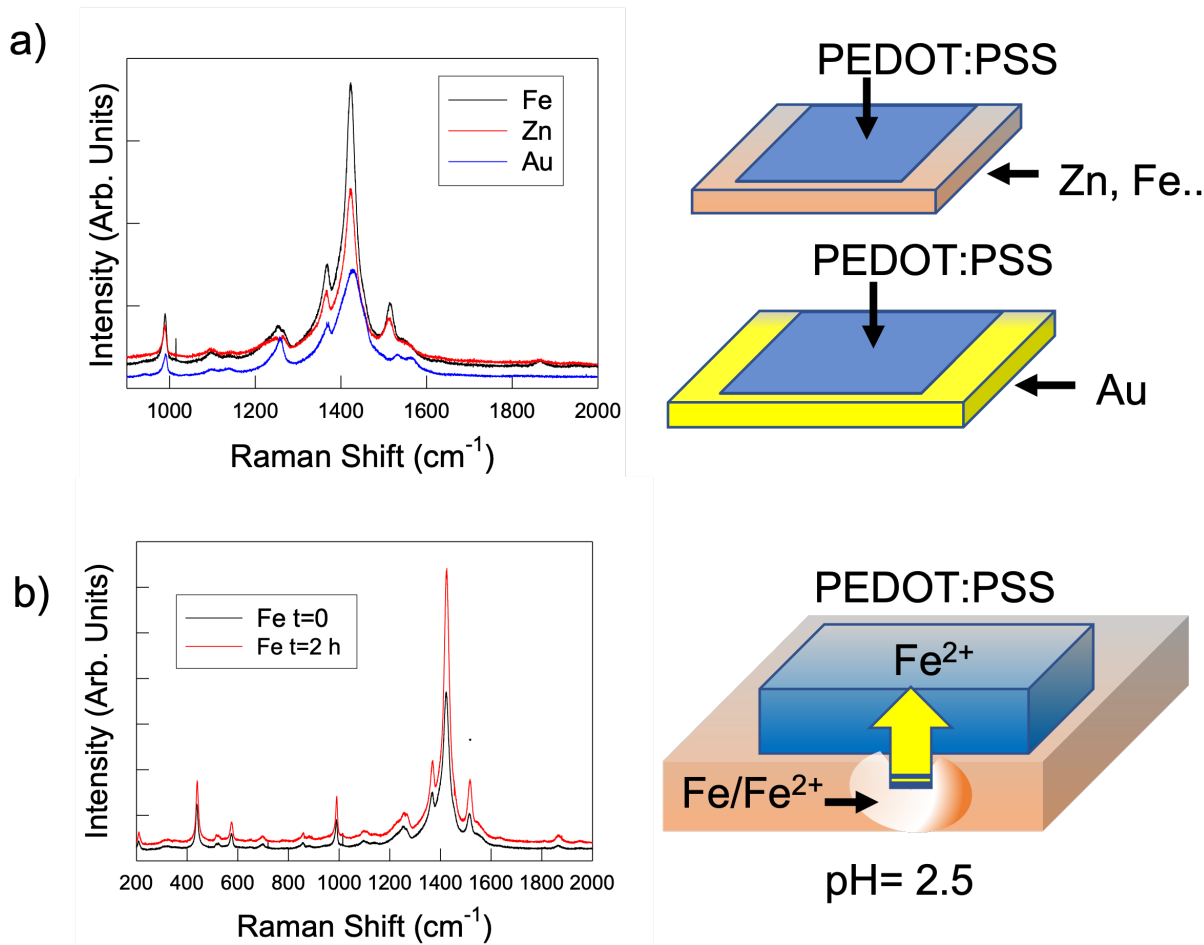 a)
Intensity (Arb. Units)
Fe
Zn
Au
1000 1200 1400 1600 1800 2000
Raman Shift (cm⁻¹)
PEDOT:PSS
Zn, Fe..
PEDOT:PSS
Au
b)
Intensity (Arb. Units)
Fe t=0
Fe t=2 h
200 400 600 800 1000 1200 1400 1600 1800 2000
Raman Shift (cm⁻¹)
PEDOT:PSS
Fe²⁺
Fe/Fe²⁺
pH= 2.5